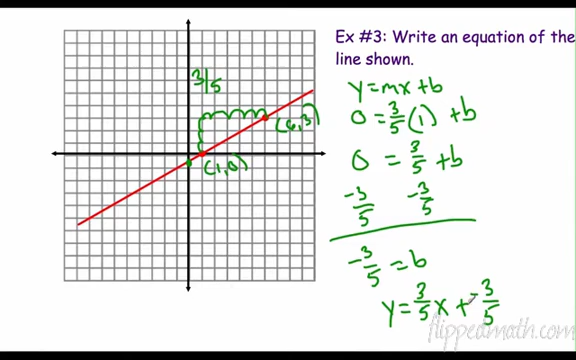 Ex #3: Write an equation of the
line shown.
3/5
(6,3)
(1,0)
y=mx+b
0=3/5(1)+b
0=3/5+b
-3/5 -3/5
-3/5=b
y=3/5x+-3/5
flippedmath.com